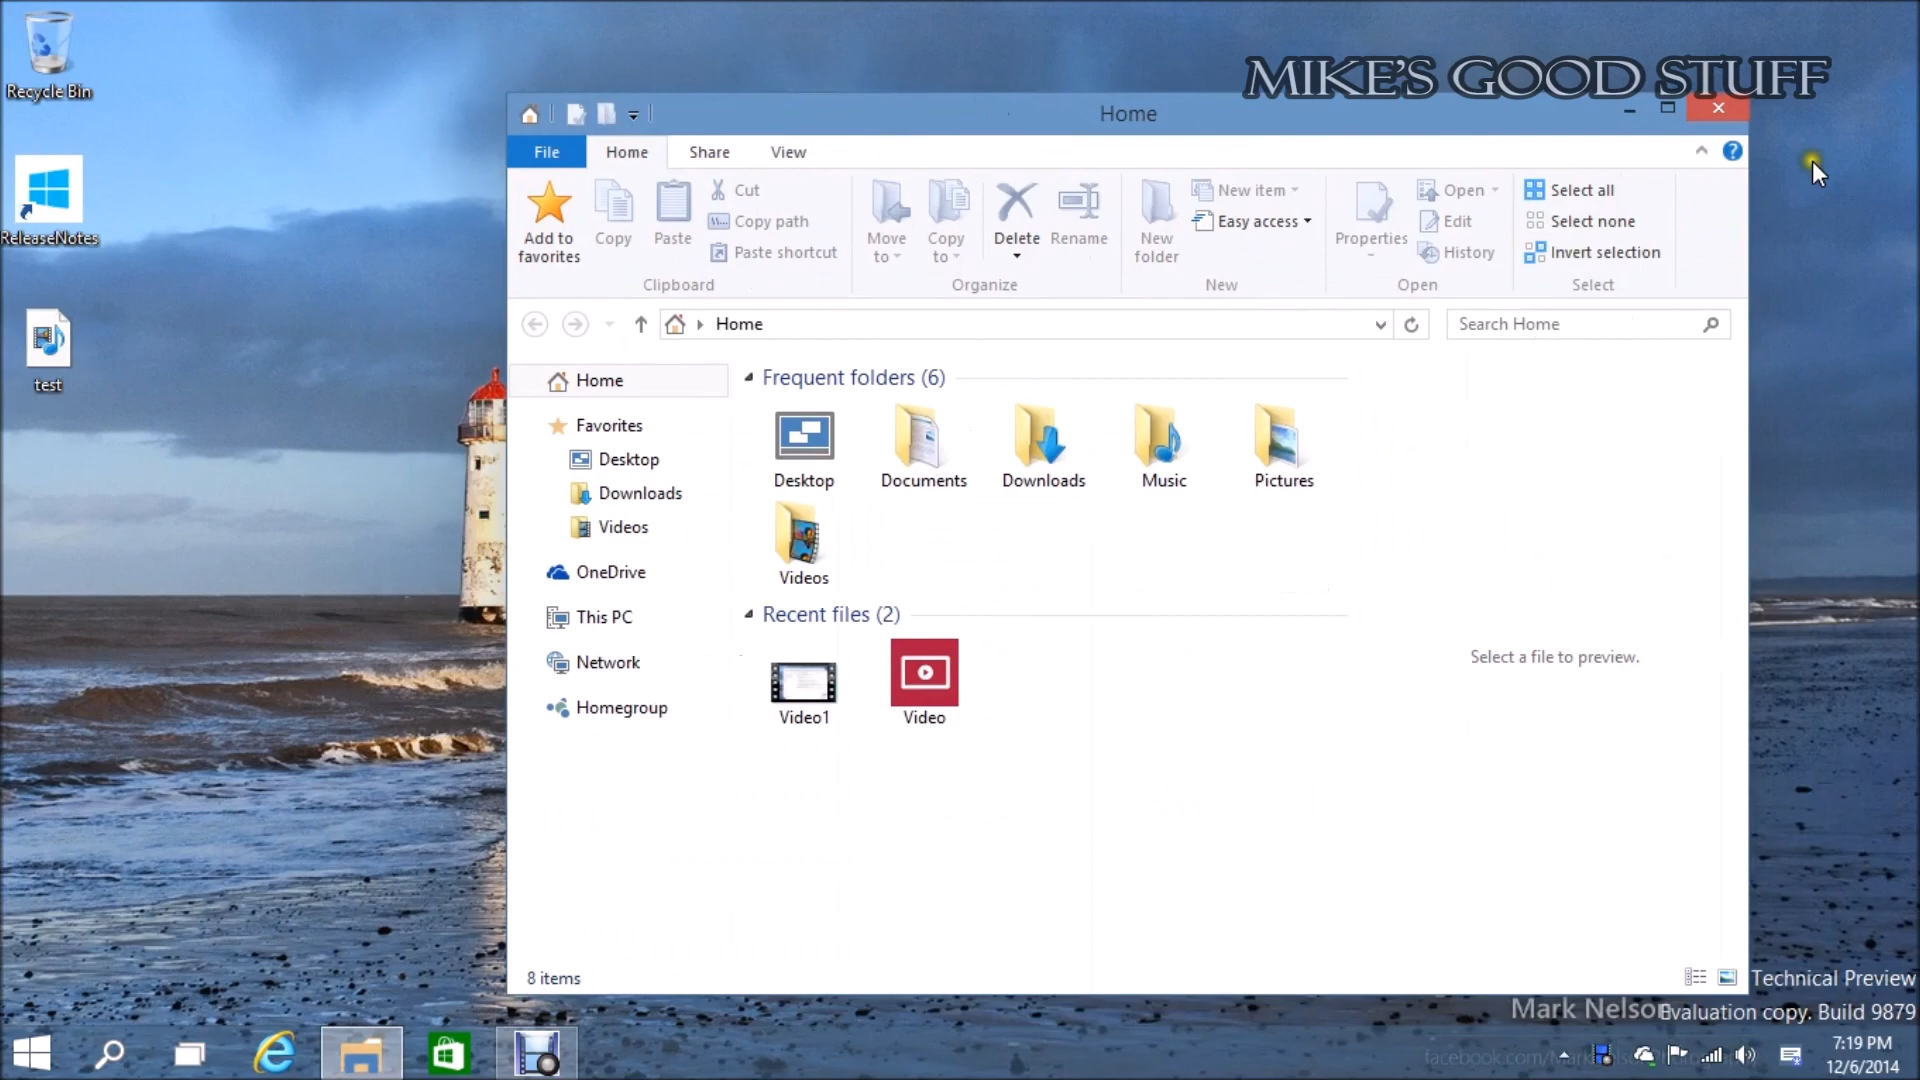 Recycle Bin
ReleaseNotes
test
MIKE'S GOOD STUFF
Home
File
Home
Share
View
Add to
favorites
Copy
Paste
Cut
Copy path
Paste shortcut
Clipboard
Move
to
Copy
to
Delete
Rename
Organize
New
folder
New item
Easy access
New
Properties
Open
Edit
History
Open
Select all
Select none
Invert selection
Select
Home
Search Home
Home
Favorites
Desktop
Downloads
Videos
OneDrive
This PC
Network
Homegroup
Frequent folders (6)
Desktop
Documents
Downloads
Music
Pictures
Videos
Recent files (2)
Video1
Video
Select a file to preview.
8 items
Technical Preview
Mark Nelson
Evaluation copy. Build 9879
7:19 PM
12/6/2014